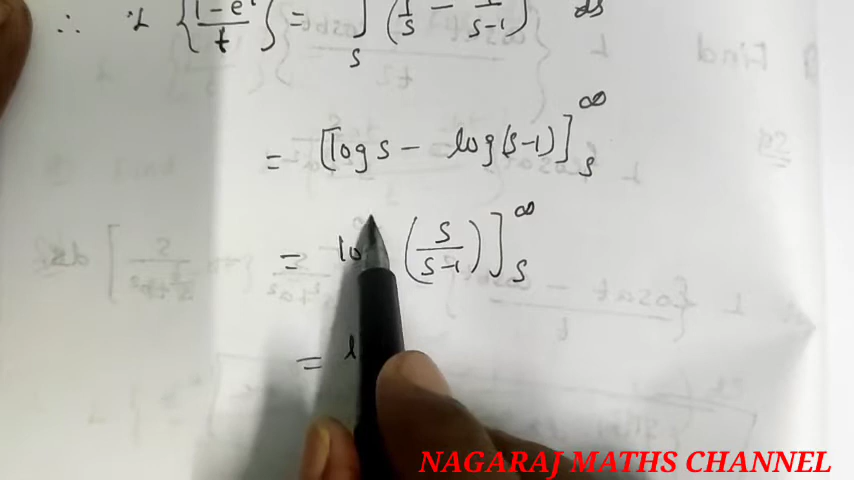 ∴ L {(1-e^t)/t} = ∫_s (1/s - 1/(s-1)) ds
= [log s - log(s-1)]_s^∞
= log (s/(s-1))]_s^∞
= l
NAGARAJ MATHS CHANNEL